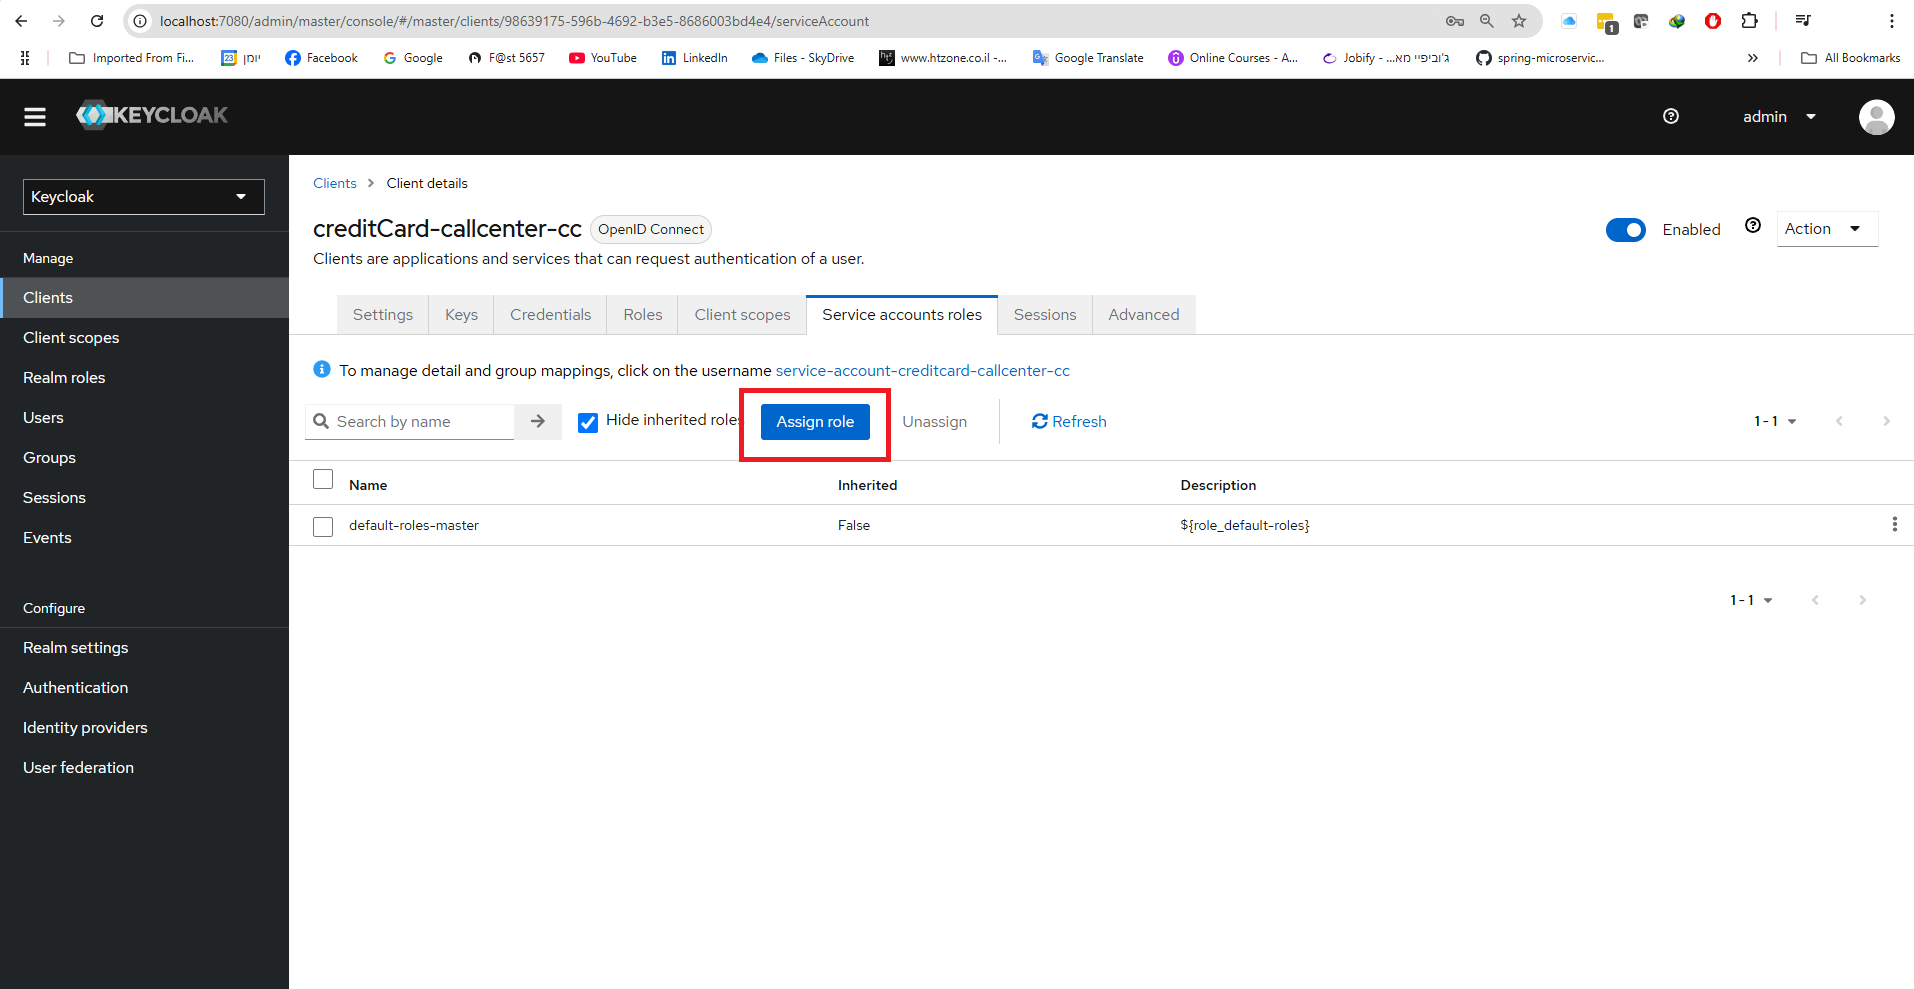 localhost:7080/admin/master/console/#/master/clients/98639175-596b-4692-b3e5-8686003bd4e4/serviceAccount
1
Imported From Fi...
23
יומן
Facebook
Google
F@st 5657
YouTube
LinkedIn
Files - SkyDrive
www.htzone.co.il -...
Google Translate
Online Courses - A...
Jobify - ...ג'וביפיי מא
spring-microservic...
All Bookmarks
KEYCLOAK
admin
Keycloak
Manage
Clients
Client scopes
Realm roles
Users
Groups
Sessions
Events
Configure
Realm settings
Authentication
Identity providers
User federation
Clients > Client details
creditCard-callcenter-cc OpenID Connect
Enabled
Action
Clients are applications and services that can request authentication of a user.
Settings Keys Credentials Roles Client scopes Service accounts roles Sessions Advanced
To manage detail and group mappings, click on the username service-account-creditcard-callcenter-cc
Search by name
Hide inherited roles
Assign role
Unassign
Refresh
1 - 1
Name Inherited Description
default-roles-master False ${role_default-roles}
1 - 1